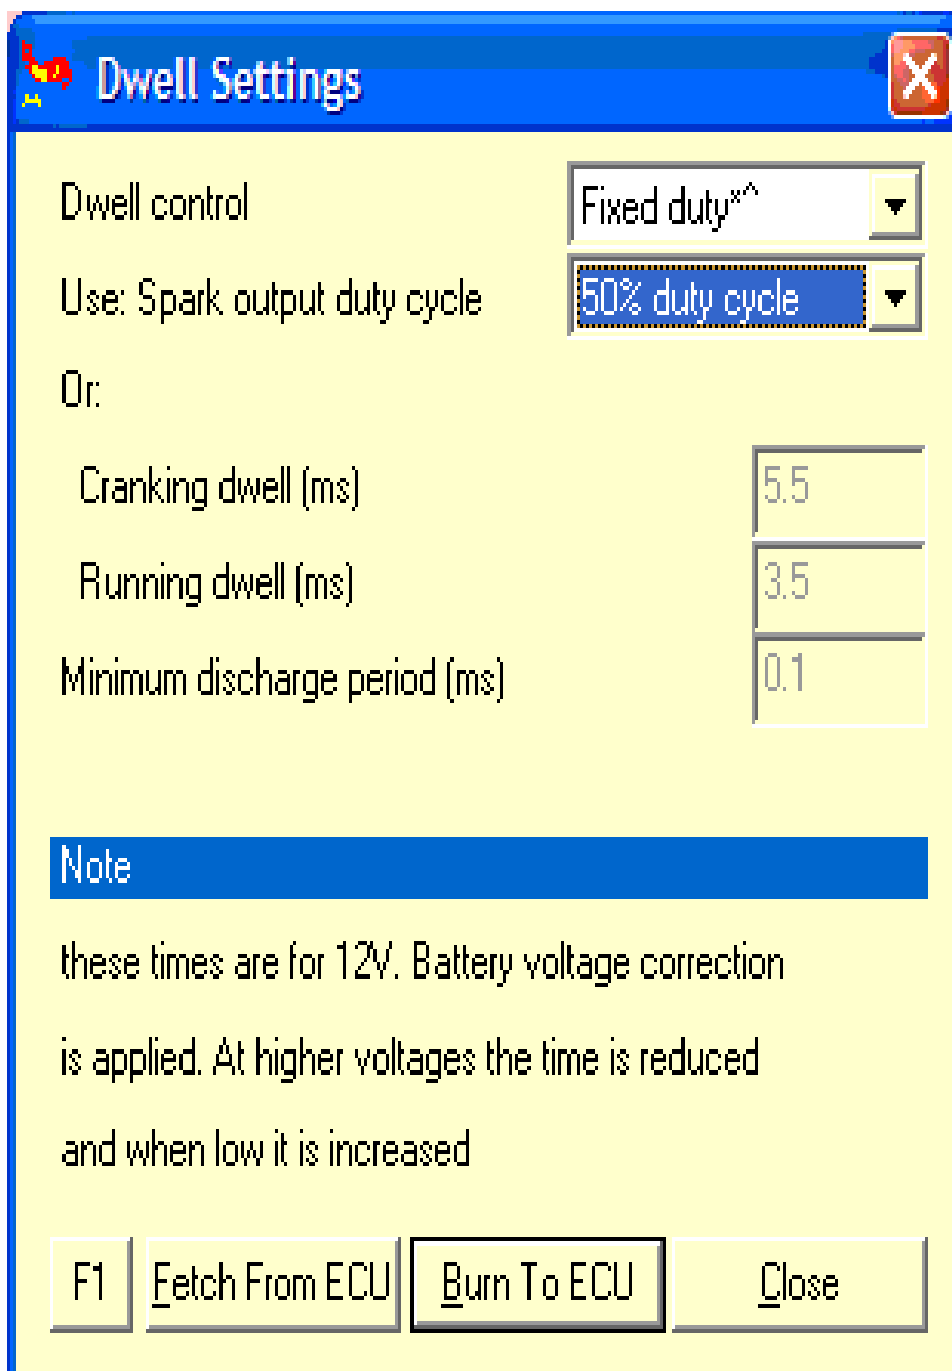 Dwell Settings
Dwell control Fixed duty*^
Use: Spark output duty cycle 50% duty cycle
Or:
Cranking dwell (ms) 5.5
Running dwell (ms) 3.5
Minimum discharge period (ms) 0.1
Note
these times are for 12V. Battery voltage correction
is applied. At higher voltages the time is reduced
and when low it is increased
F1 Fetch From ECU Burn To ECU Close